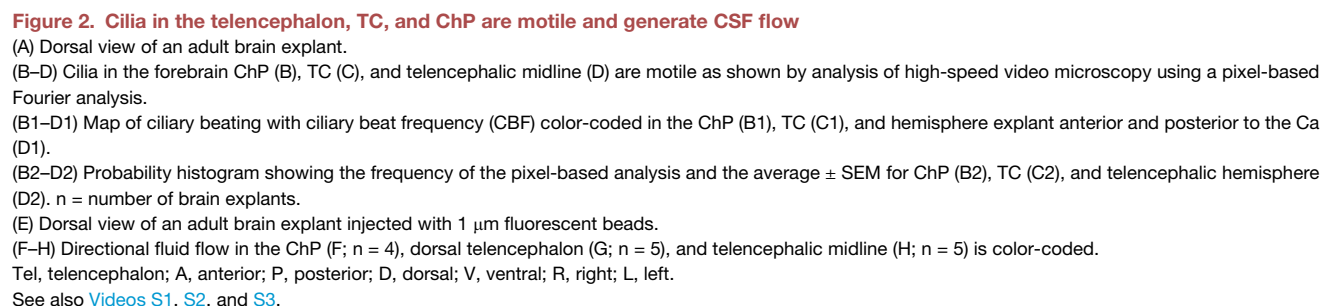 Figure 2. Cilia in the telencephalon, TC, and ChP are motile and generate CSF flow
(A) Dorsal view of an adult brain explant.
(B–D) Cilia in the forebrain ChP (B), TC (C), and telencephalic midline (D) are motile as shown by analysis of high-speed video microscopy using a pixel-based
Fourier analysis.
(B1–D1) Map of ciliary beating with ciliary beat frequency (CBF) color-coded in the ChP (B1), TC (C1), and hemisphere explant anterior and posterior to the Ca
(D1).
(B2–D2) Probability histogram showing the frequency of the pixel-based analysis and the average ± SEM for ChP (B2), TC (C2), and telencephalic hemisphere
(D2). n = number of brain explants.
(E) Dorsal view of an adult brain explant injected with 1 μm fluorescent beads.
(F–H) Directional fluid flow in the ChP (F; n = 4), dorsal telencephalon (G; n = 5), and telencephalic midline (H; n = 5) is color-coded.
Tel, telencephalon; A, anterior; P, posterior; D, dorsal; V, ventral; R, right; L, left.
See also Videos S1, S2, and S3.